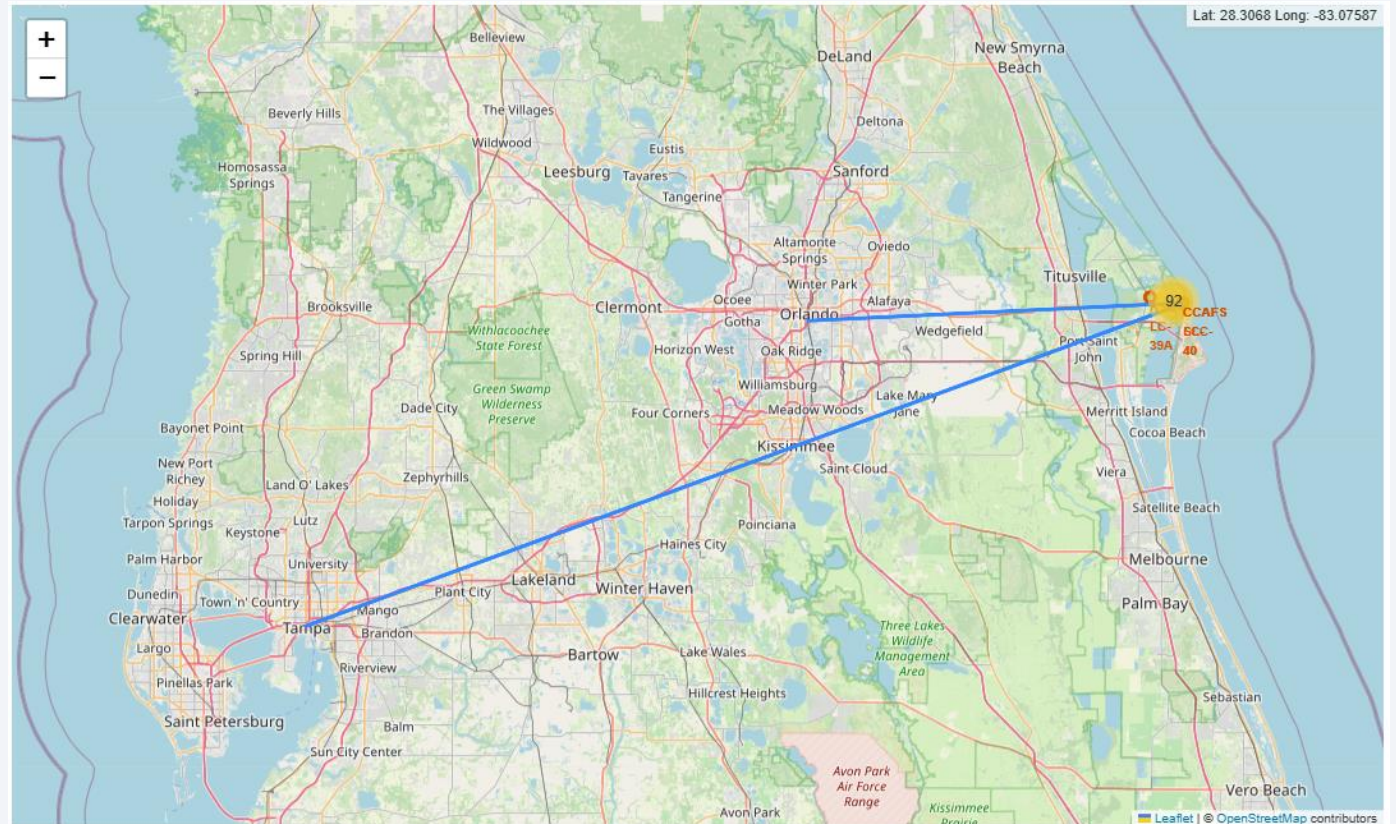 +
−
Lat: 28.3068 Long: -83.07587
Belleview
New Smyrna
Beach
DeLand
Beverly Hills
The Villages
Deltona
Wildwood
Eustis
Homosassa
Springs
Leesburg
Tavares
Sanford
Tangerine
Altamonte
Springs
Oviedo
Titusville
Winter Park
Brooksville
Clermont
Ocoee
Alafaya
92
Orlando
CCAFS
SLC-
40
Gotha
Wedgefield
LC-
39A
Withlacoochee
State Forest
Port Saint
John
Horizon West
Oak Ridge
Spring Hill
Williamsburg
Green Swamp
Wilderness
Preserve
Lake Mary
Jane
Dade City
Four Corners
Meadow Woods
Merritt Island
Bayonet Point
Cocoa Beach
Kissimmee
New Port
Richey
Zephyrhills
Saint Cloud
Viera
Land O' Lakes
Holiday
Tarpon Springs
Lutz
Satellite Beach
Keystone
Poinciana
Haines City
Palm Harbor
University
Melbourne
Lakeland
Winter Haven
Dunedin
Town 'n' Country
Plant City
Palm Bay
Clearwater
Mango
Tampa
Brandon
Three Lakes
Wildlife
Management
Area
Largo
Bartow
Lake Wales
Riverview
Pinellas Park
Hillcrest Heights
Sebastian
Saint Petersburg
Balm
Sun City Center
Avon Park
Air Force
Range
Vero Beach
Avon Park
Kissimmee
Prairie
Leaflet | © OpenStreetMap contributors